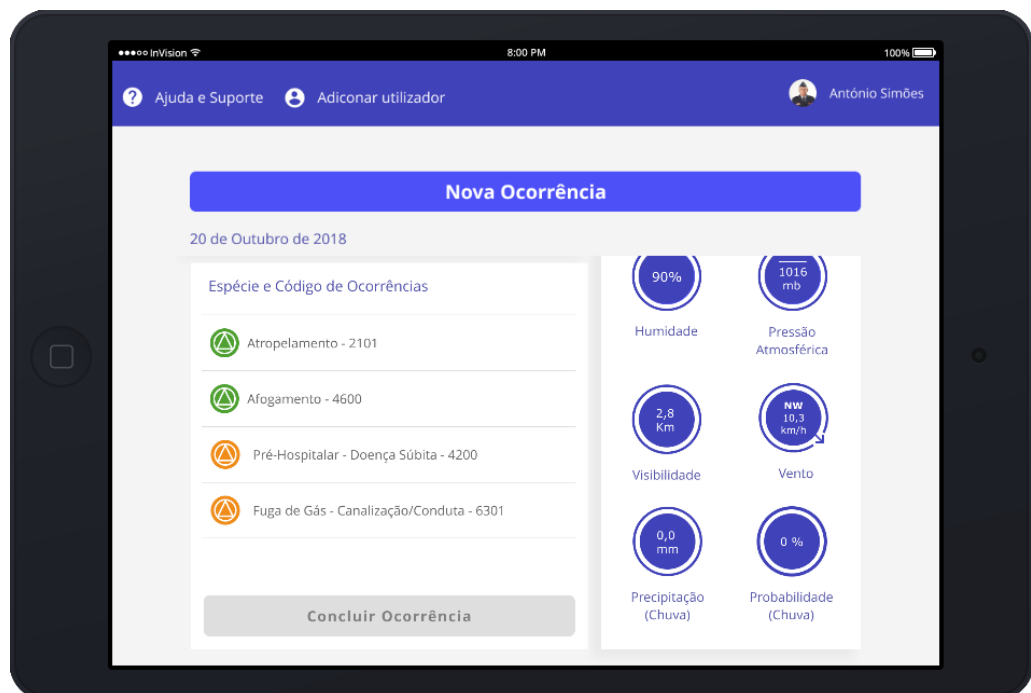 InVision
8:00 PM
100%
Ajuda e Suporte
Adiconar utilizador
António Simões
Nova Ocorrência
20 de Outubro de 2018
Espécie e Código de Ocorrências
Atropelamento - 2101
Afogamento - 4600
Pré-Hospitalar - Doença Súbita - 4200
Fuga de Gás - Canalização/Conduta - 6301
Concluir Ocorrência
90%
Humidade
1016
mb
Pressão
Atmosférica
2,8
Km
Visibilidade
NW
10,3
km/h
Vento
0,0
mm
Precipitação
(Chuva)
0 %
Probabilidade
(Chuva)